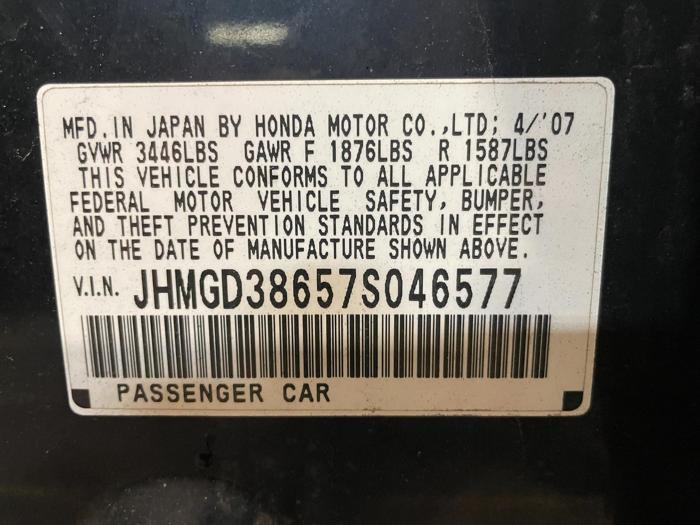 MFD.IN JAPAN BY HONDA MOTOR CO.,LTD; 4/'07
GVWR 3446LBS GAWR F 1876LBS R 1587LBS
THIS VEHICLE CONFORMS TO ALL APPLICABLE
FEDERAL MOTOR VEHICLE SAFETY, BUMPER,
AND THEFT PREVENTION STANDARDS IN EFFECT
ON THE DATE OF MANUFACTURE SHOWN ABOVE.
V.I.N. JHMGD38657S046577
PASSENGER CAR